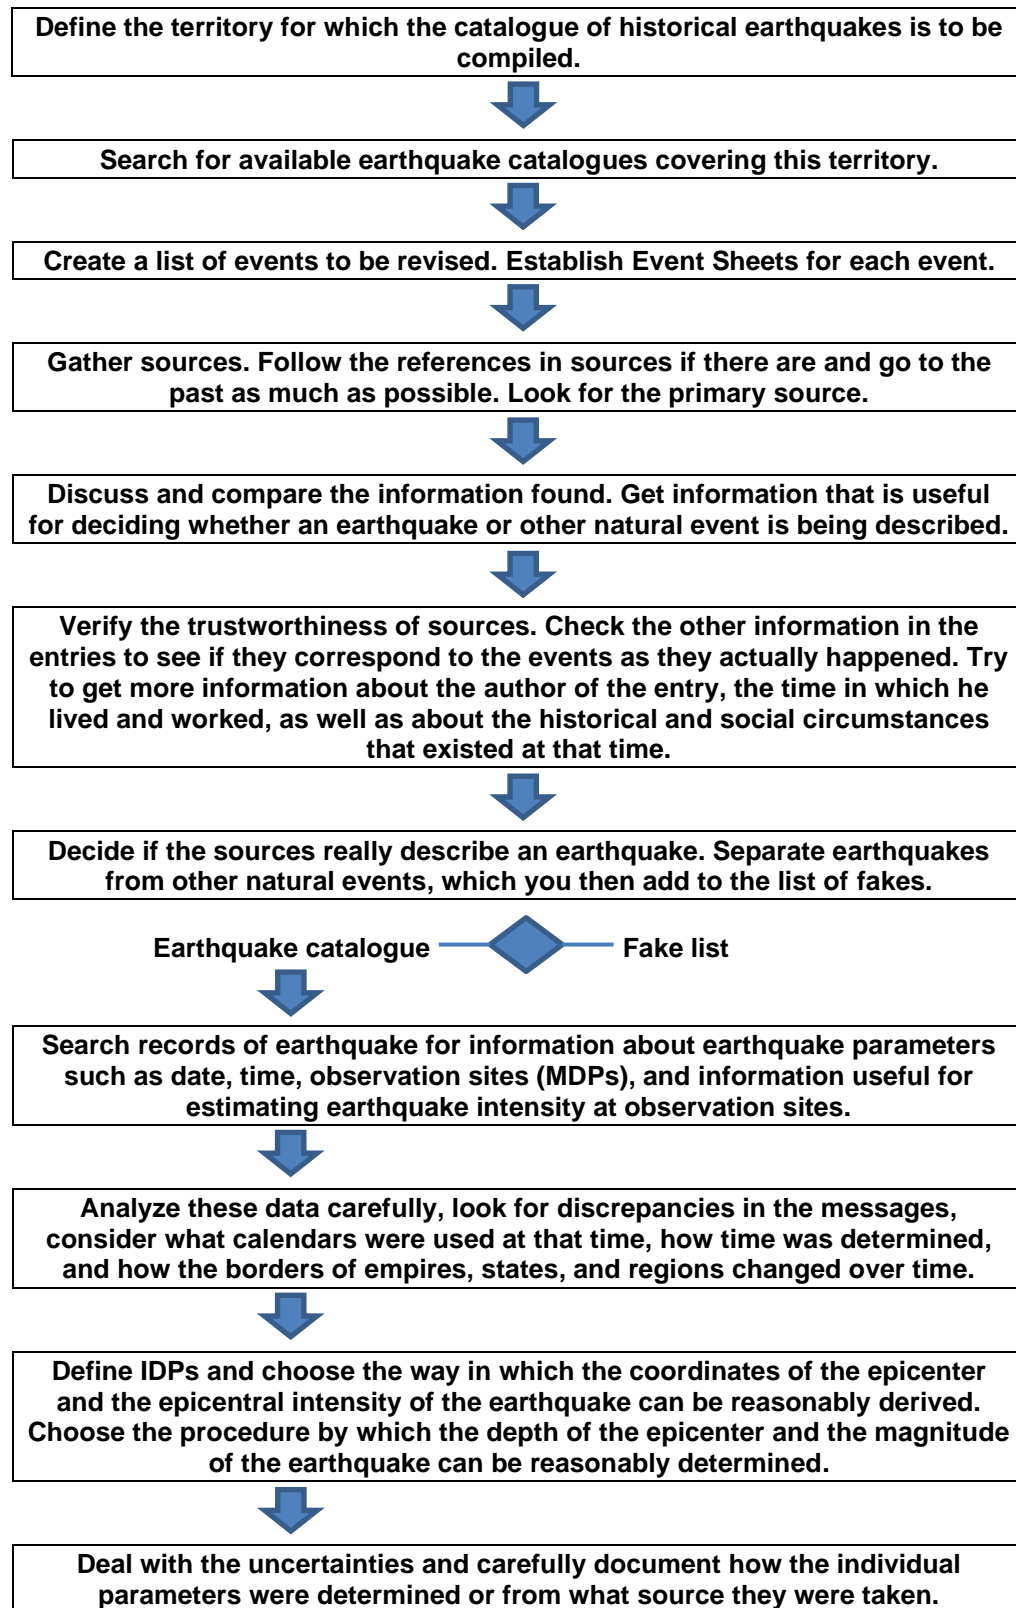 Define the territory for which the catalogue of historical earthquakes is to be
compiled.
Search for available earthquake catalogues covering this territory.
Create a list of events to be revised. Establish Event Sheets for each event.
Gather sources. Follow the references in sources if there are and go to the
past as much as possible. Look for the primary source.
Discuss and compare the information found. Get information that is useful
for deciding whether an earthquake or other natural event is being described.
Verify the trustworthiness of sources. Check the other information in the
entries to see if they correspond to the events as they actually happened. Try
to get more information about the author of the entry, the time in which he
lived and worked, as well as about the historical and social circumstances
that existed at that time.
Decide if the sources really describe an earthquake. Separate earthquakes
from other natural events, which you then add to the list of fakes.
Earthquake catalogue Fake list
Search records of earthquake for information about earthquake parameters
such as date, time, observation sites (MDPs), and information useful for
estimating earthquake intensity at observation sites.
Analyze these data carefully, look for discrepancies in the messages,
consider what calendars were used at that time, how time was determined,
and how the borders of empires, states, and regions changed over time.
Define IDPs and choose the way in which the coordinates of the epicenter
and the epicentral intensity of the earthquake can be reasonably derived.
Choose the procedure by which the depth of the epicenter and the magnitude
of the earthquake can be reasonably determined.
Deal with the uncertainties and carefully document how the individual
parameters were determined or from what source they were taken.